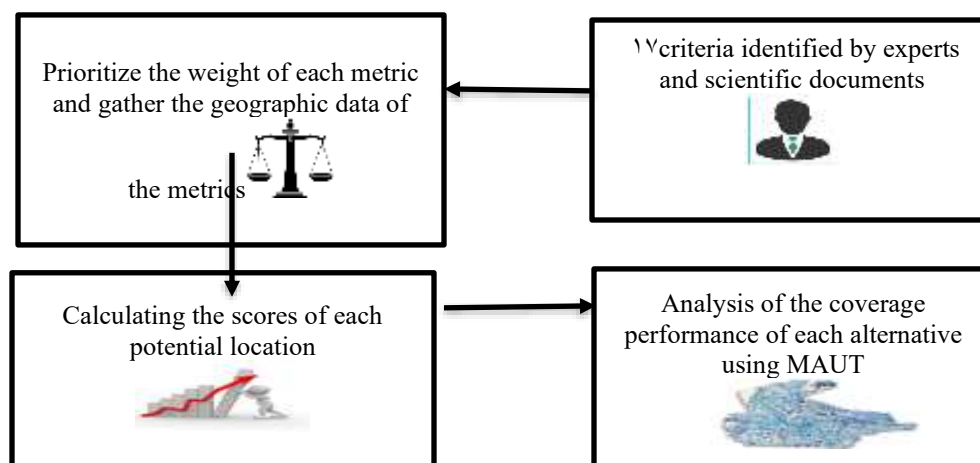 ۱۷criteria identified by experts
and scientific documents
Prioritize the weight of each metric
and gather the geographic data of
the metrics
Calculating the scores of each
potential location
Analysis of the coverage
performance of each alternative
using MAUT